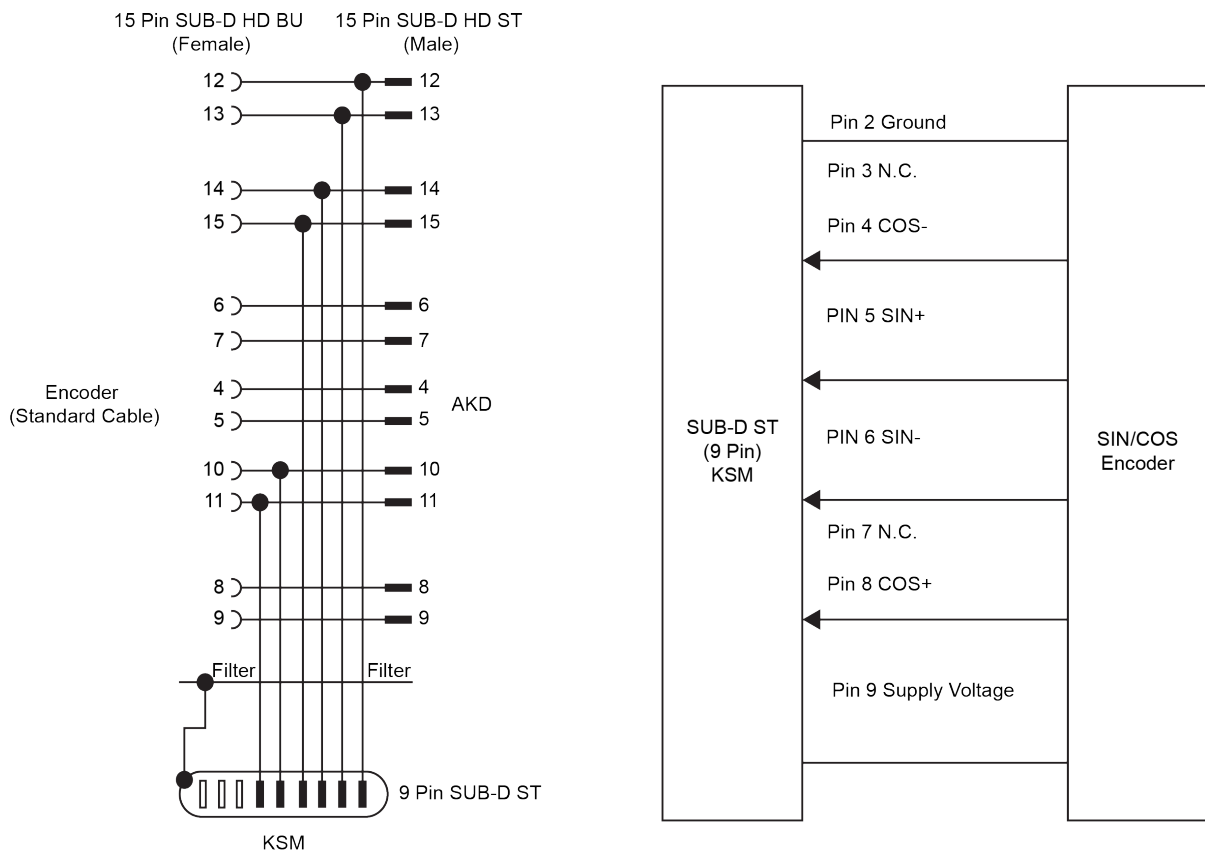 15 Pin SUB-D HD BU
(Female)
15 Pin SUB-D HD ST
(Male)
12 12
13 13
14 14
15 15
6 6
7 7
4 4
5 5
10 10
11 11
8 8
9 9
Encoder
(Standard Cable)
AKD
Filter Filter
9 Pin SUB-D ST
KSM
SUB-D ST
(9 Pin)
KSM
Pin 2 Ground
Pin 3 N.C.
Pin 4 COS-
PIN 5 SIN+
PIN 6 SIN-
Pin 7 N.C.
Pin 8 COS+
Pin 9 Supply Voltage
SIN/COS
Encoder